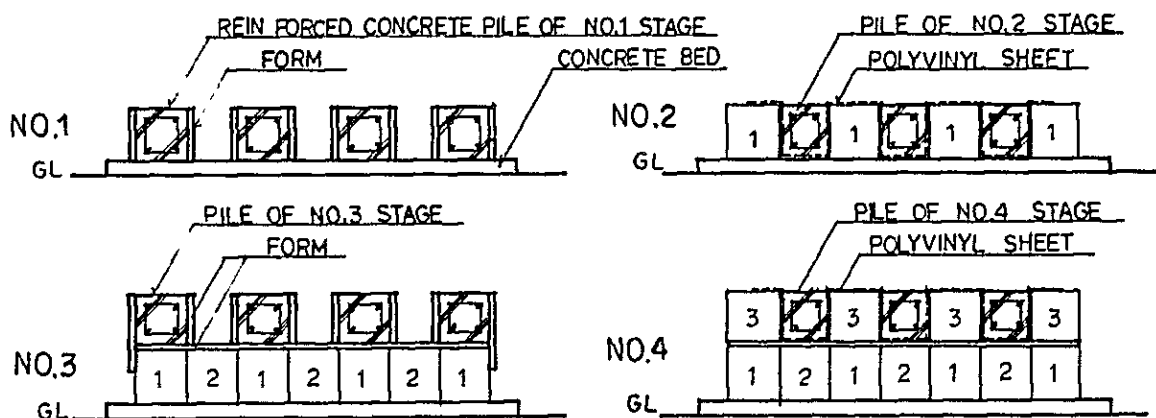 REIN FORCED CONCRETE PILE OF NO.1 STAGE
FORM
CONCRETE BED
NO.1
GL
PILE OF NO.2 STAGE
POLYVINYL SHEET
NO.2
1 1 1 1
GL
PILE OF NO.3 STAGE
FORM
NO.3
1 2 1 2 1 2 1
GL
PILE OF NO.4 STAGE
POLYVINYL SHEET
3 3 3 3
NO.4
1 2 1 2 1 2 1
GL